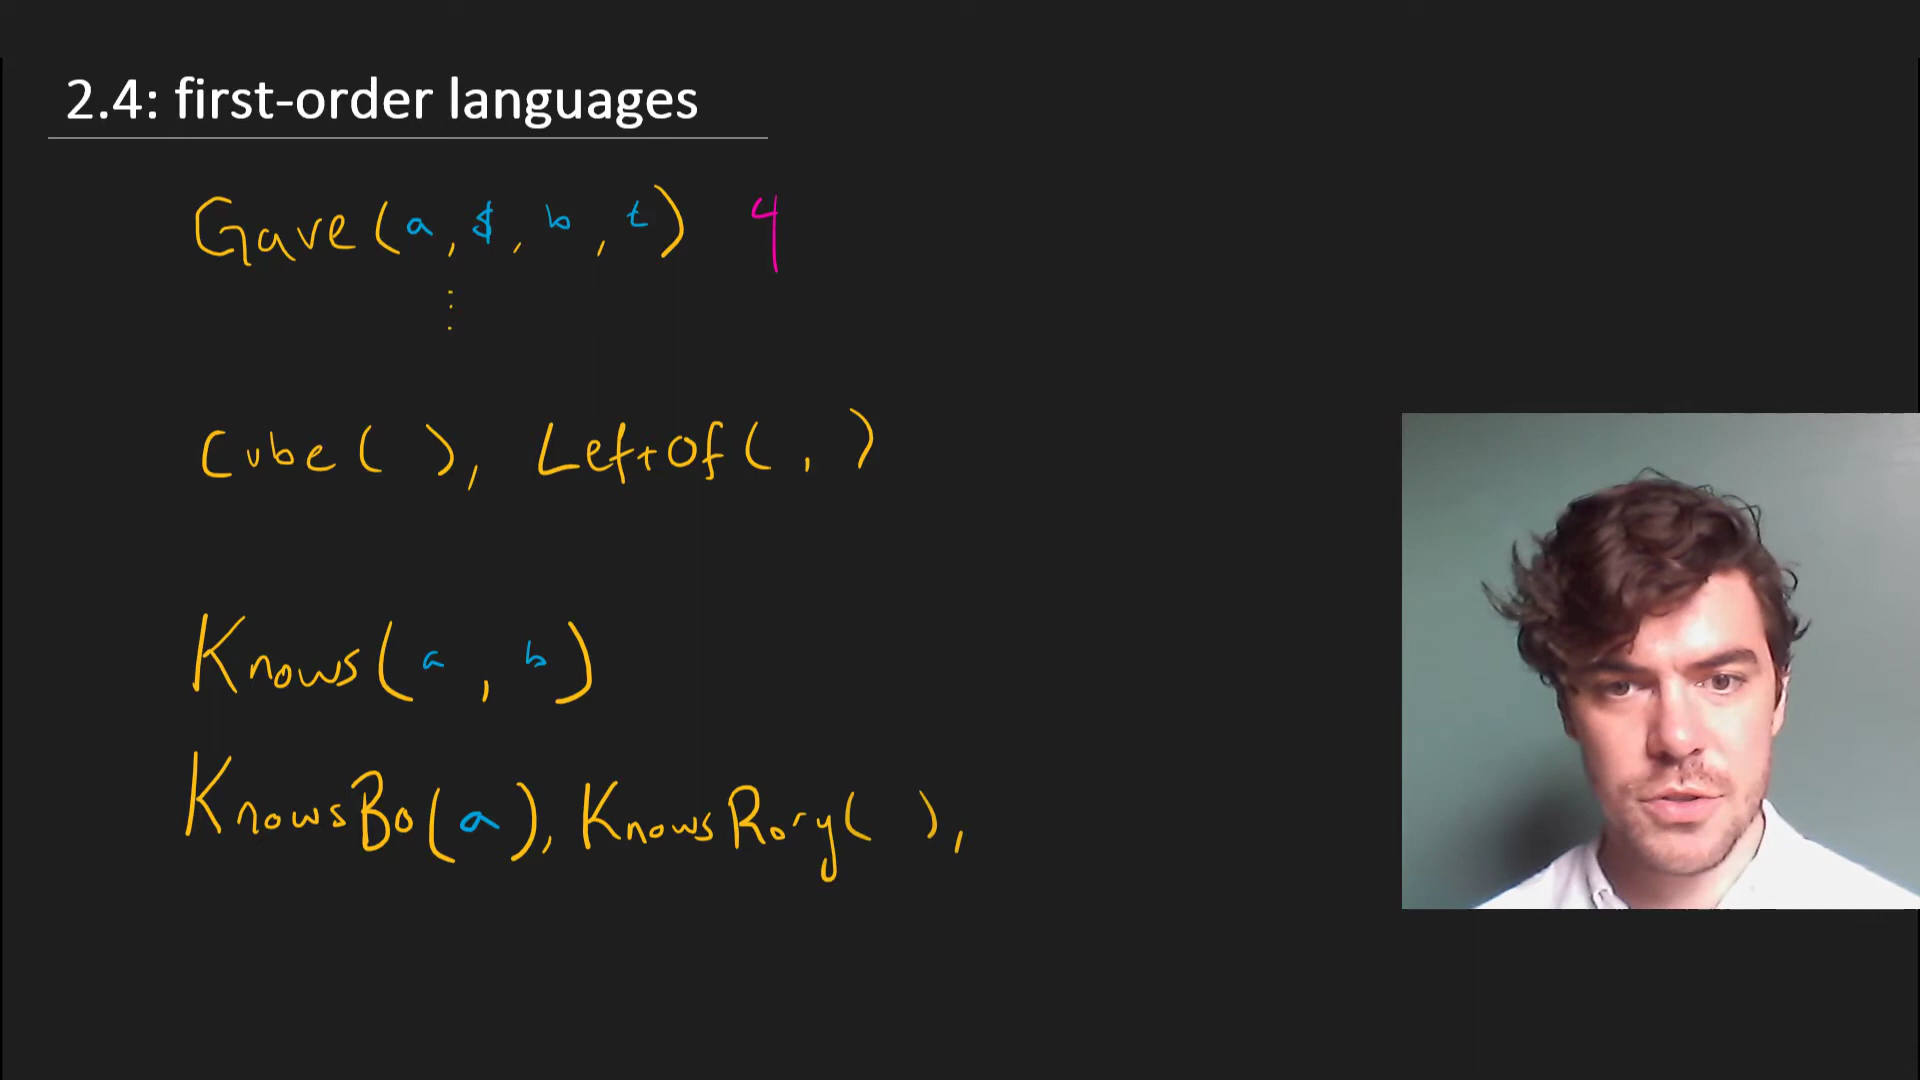 2.4: first-order languages
Gave(a, $, b, t) 4
⋮
Cube( ), LeftOf( , )
Knows(a, b)
KnowsBo(a), KnowsRory( ),